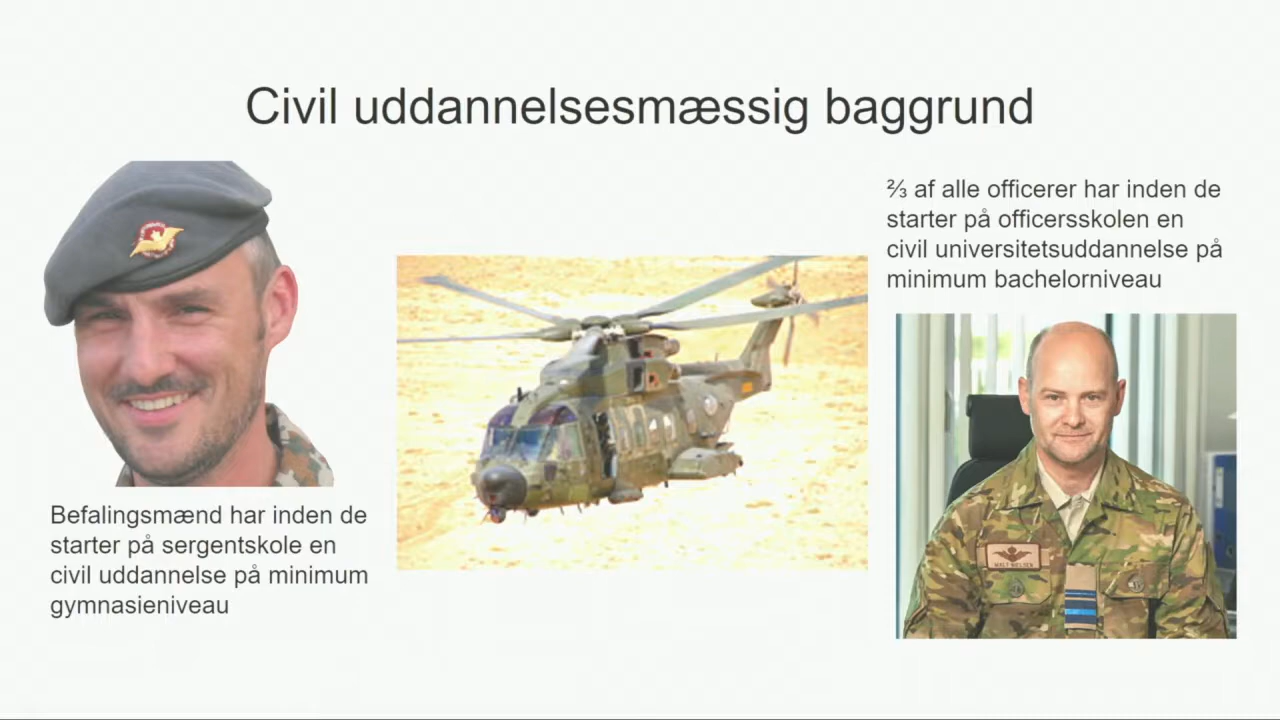 Civil uddannelsesmæssig baggrund
⅔ af alle officerer har inden de
starter på officersskolen en
civil universitetsuddannelse på
minimum bachelorniveau
Befalingsmænd har inden de
starter på sergentskole en
civil uddannelse på minimum
gymnasieniveau